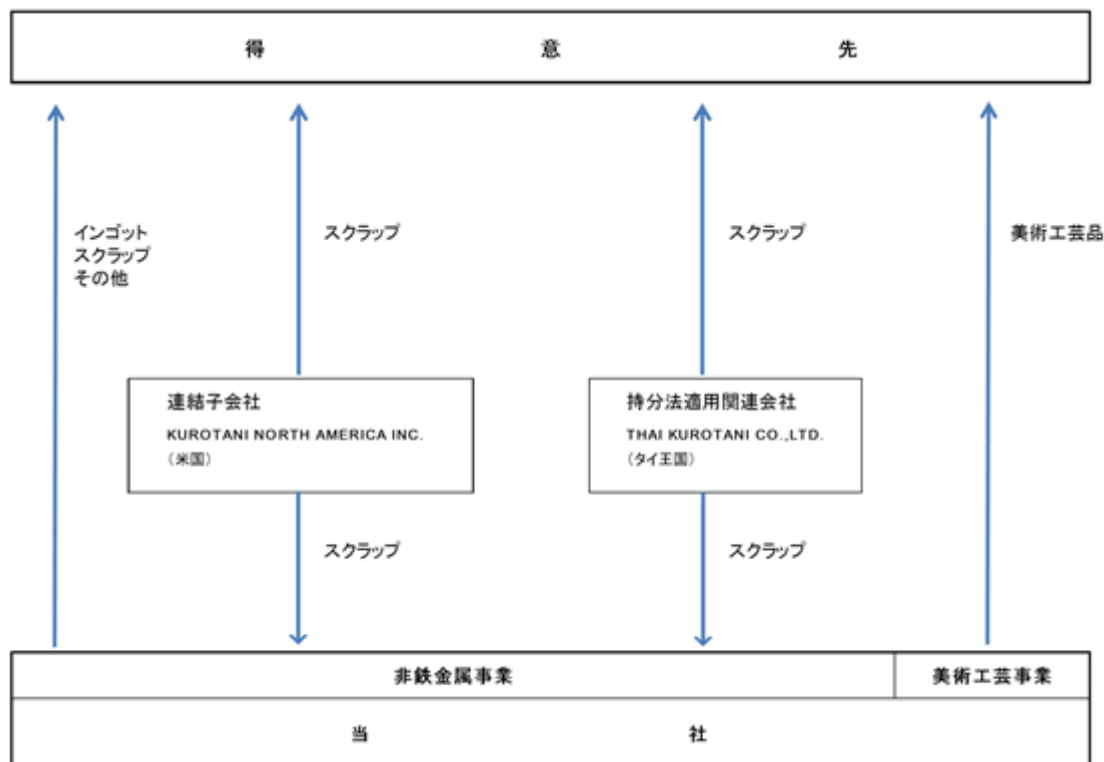 得意先
インゴット
スクラップ
その他
スクラップ
スクラップ
美術工芸品
連結子会社
KUROTANI NORTH AMERICA INC.
（米国）
持分法適用関連会社
THAI KUROTANI CO.,LTD.
（タイ王国）
スクラップ
スクラップ
非鉄金属事業
美術工芸事業
当社